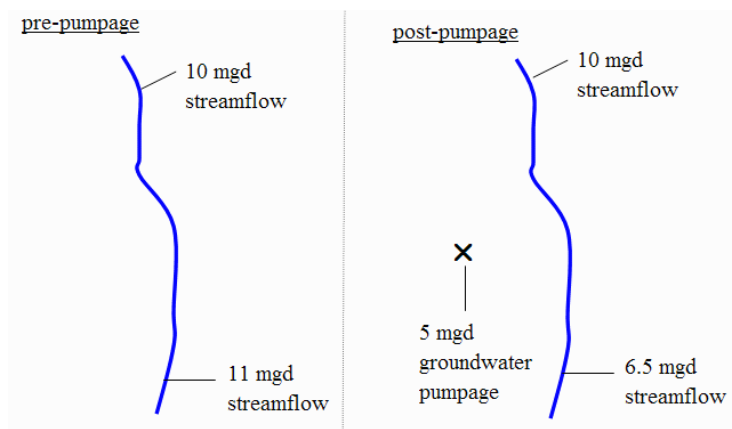 pre-pumpage
10 mgd
streamflow
11 mgd
streamflow
post-pumpage
10 mgd
streamflow
5 mgd
groundwater
pumpage
6.5 mgd
streamflow